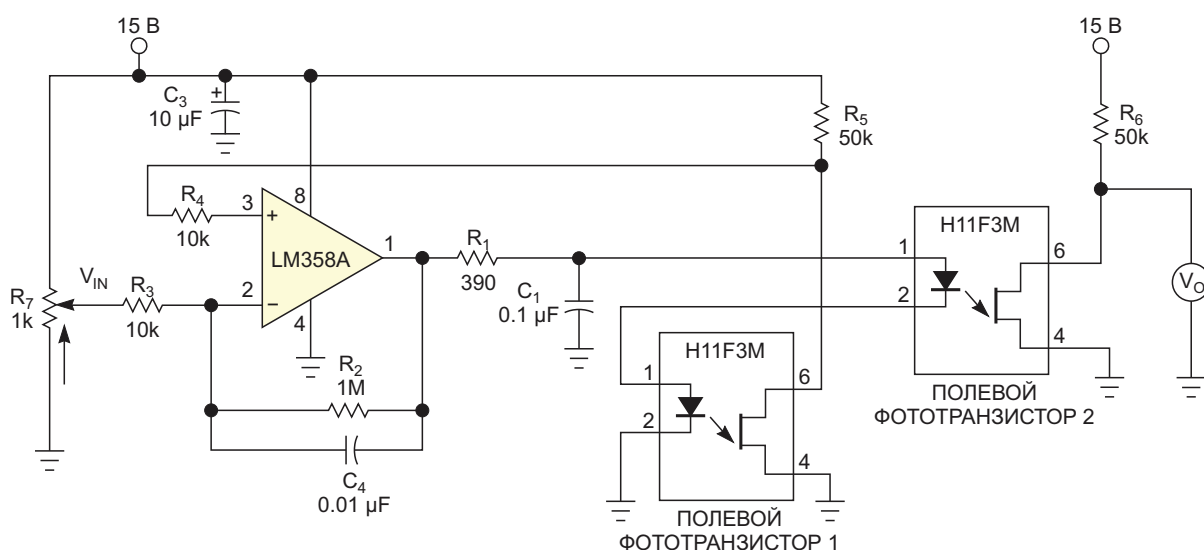 15 В
15 В
C3
10 µF
R5
50k
R6
50k
R4
10k
3
+
8
LM358A
1
R1
390
H11F3M
1
6
2
4
VO
VIN
R7
1k
R3
10k
2
−
4
C1
0.1 µF
H11F3M
1
6
2
4
R2
1M
C4
0.01 µF
ПОЛЕВОЙ
ФОТОТРАНЗИСТОР 2
ПОЛЕВОЙ
ФОТОТРАНЗИСТОР 1